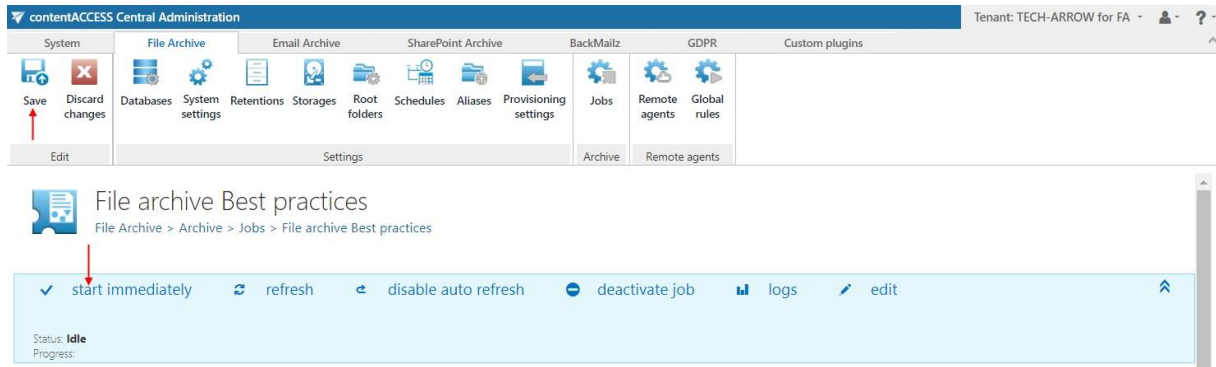 contentACCESS Central Administration
Tenant: TECH-ARROW for FA
?
System File Archive Email Archive SharePoint Archive BackMailz GDPR Custom plugins
Save Discard changes Databases System settings Retentions Storages Root folders Schedules Aliases Provisioning settings Jobs Remote agents Global rules
Edit Settings Archive Remote agents
File archive Best practices
File Archive > Archive > Jobs > File archive Best practices
start immediately refresh disable auto refresh deactivate job logs edit
Status: Idle
Progress: